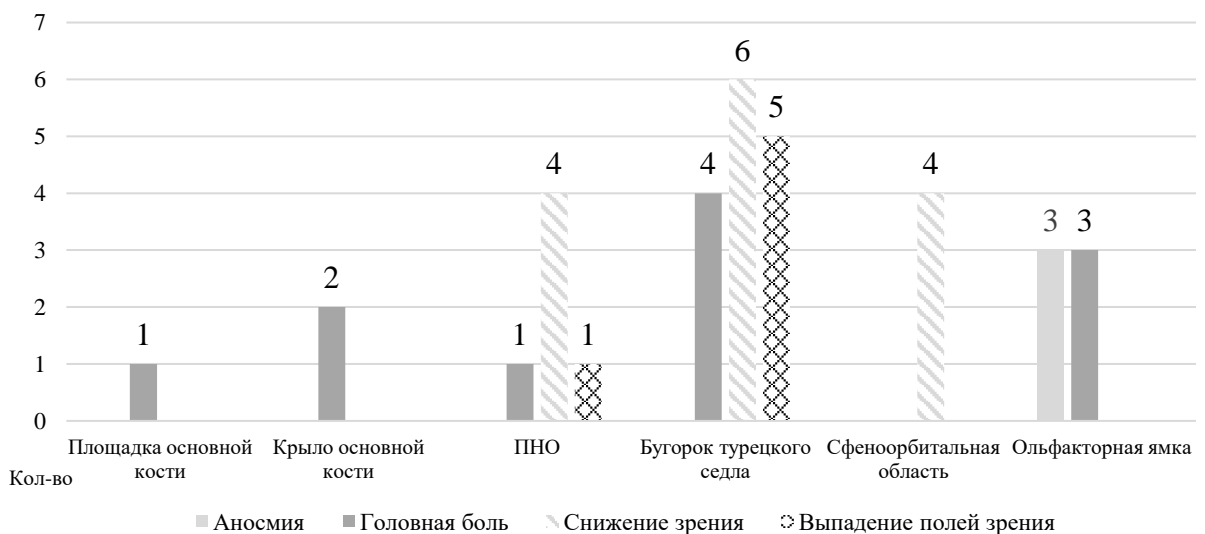 7
6
5
4
3
2
1
0
1
2
1
4
1
4
6
5
4
3
3
Площадка основной
кости
Крыло основной
кости
ПНО
Бугорок турецкого
седла
Сфеноорбитальная
область
Ольфакторная ямка
Кол-во
Аносмия
Головная боль
Снижение зрения
Выпадение полей зрения